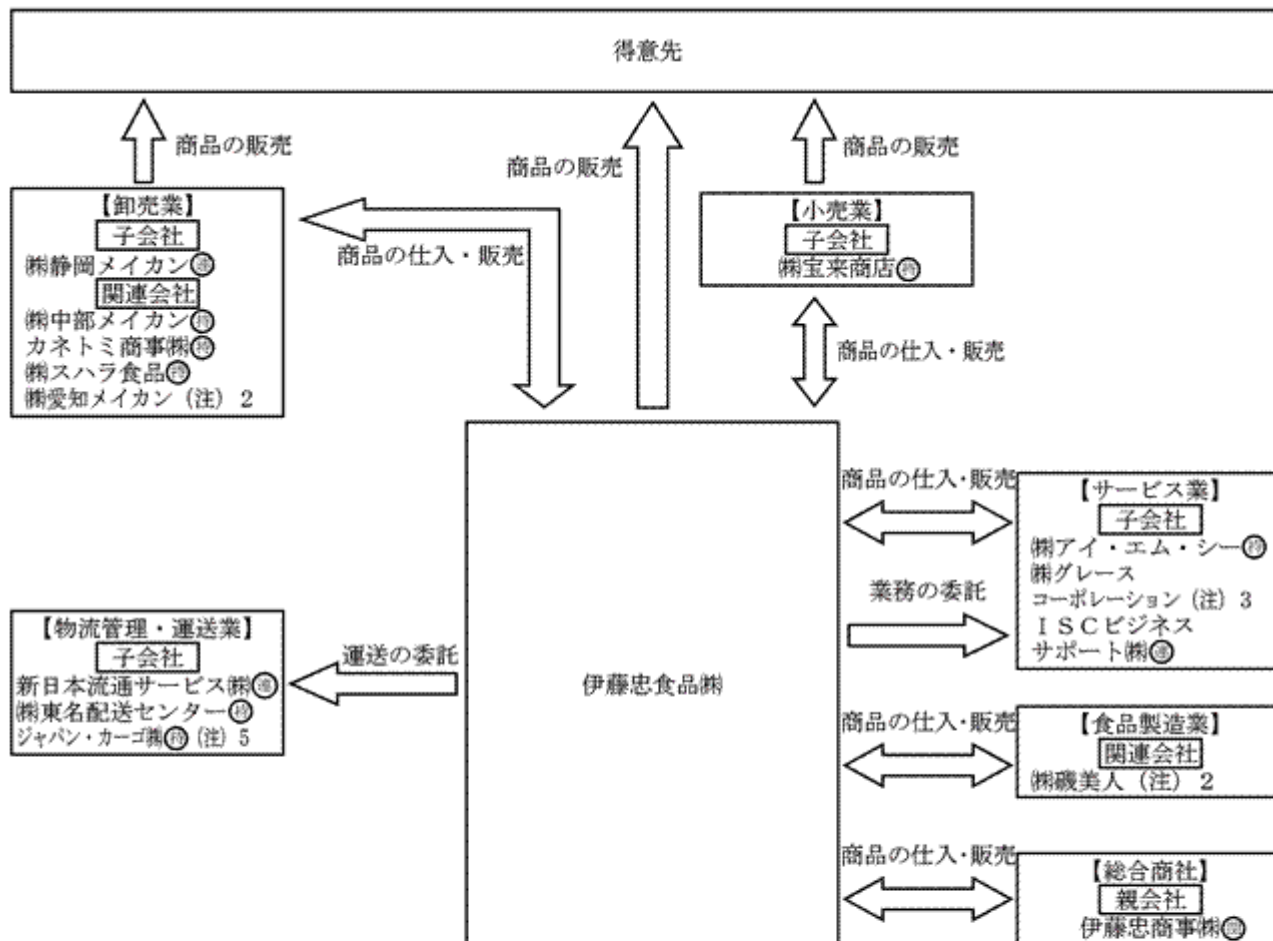 得意先
商品の販売
商品の販売
商品の販売
【卸売業】
子会社
㈱静岡メイカン㊝
関連会社
㈱中部メイカン㊕
カネトミ商事㈱㊕
㈱スハラ食品㊕
㈱愛知メイカン（注）２
商品の仕入・販売
【小売業】
子会社
㈱宝来商店
商品の仕入・販売
伊藤忠食品㈱
商品の仕入・販売
業務の委託
【サービス業】
子会社
㈱アイ・エム・シー
㈱グレース
コーポレーション（注）３
ＩＳＣビジネス
サポート㈱
【物流管理・運送業】
子会社
新日本流通サービス㈱
㈱東名配送センター
ジャパン・カーゴ㈱（注）５
運送の委託
商品の仕入・販売
【食品製造業】
関連会社
㈱磯美人（注）２
商品の仕入・販売
【総合商社】
親会社
伊藤忠商事㈱